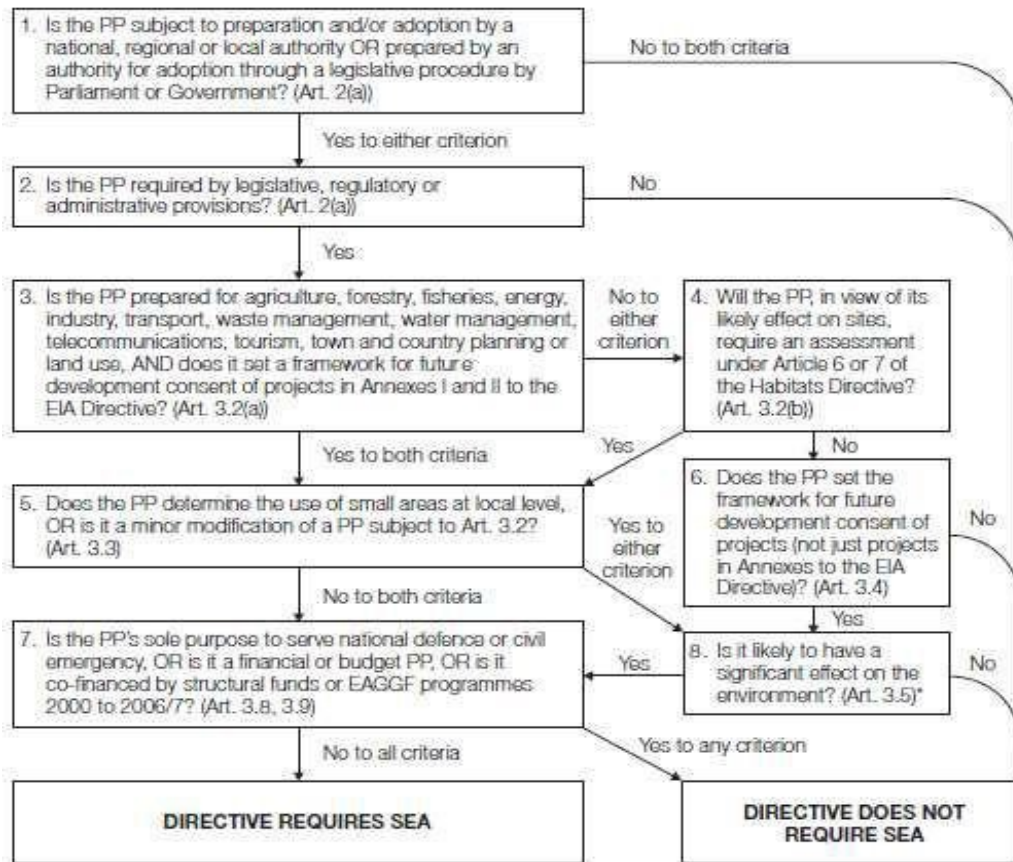 1. Is the PP subject to preparation and/or adoption by a
national, regional or local authority OR prepared by an
authority for adoption through a legislative procedure by
Parliament or Government? (Art. 2(a))
No to both criteria
Yes to either criterion
2. Is the PP required by legislative, regulatory or
administrative provisions? (Art. 2(a))
No
Yes
3. Is the PP prepared for agriculture, forestry, fisheries, energy,
industry, transport, waste management, water management,
telecommunications, tourism, town and country planning or
land use, AND does it set a framework for future
development consent of projects in Annexes I and II to the
EIA Directive? (Art. 3.2(a))
No to
either
criterion
4. Will the PP, in view of its
likely effect on sites,
require an assessment
under Article 6 or 7 of
the Habitats Directive?
(Art. 3.2(b))
Yes to both criteria
Yes
No
5. Does the PP determine the use of small areas at local level,
OR is it a minor modification of a PP subject to Art. 3.2?
(Art. 3.3)
Yes to
either
criterion
6. Does the PP set the
framework for future
development consent of
projects (not just projects
in Annexes to the EIA
Directive)? (Art. 3.4)
No
No to both criteria
Yes
7. Is the PP's sole purpose to serve national defence or civil
emergency, OR is it a financial or budget PP, OR is it
co-financed by structural funds or EAGGF programmes
2000 to 2006/7? (Art. 3.8, 3.9)
Yes
8. Is it likely to have a
significant effect on the
environment? (Art. 3.5)*
No
No to all criteria
Yes to any criterion
DIRECTIVE REQUIRES SEA
DIRECTIVE DOES NOT
REQUIRE SEA